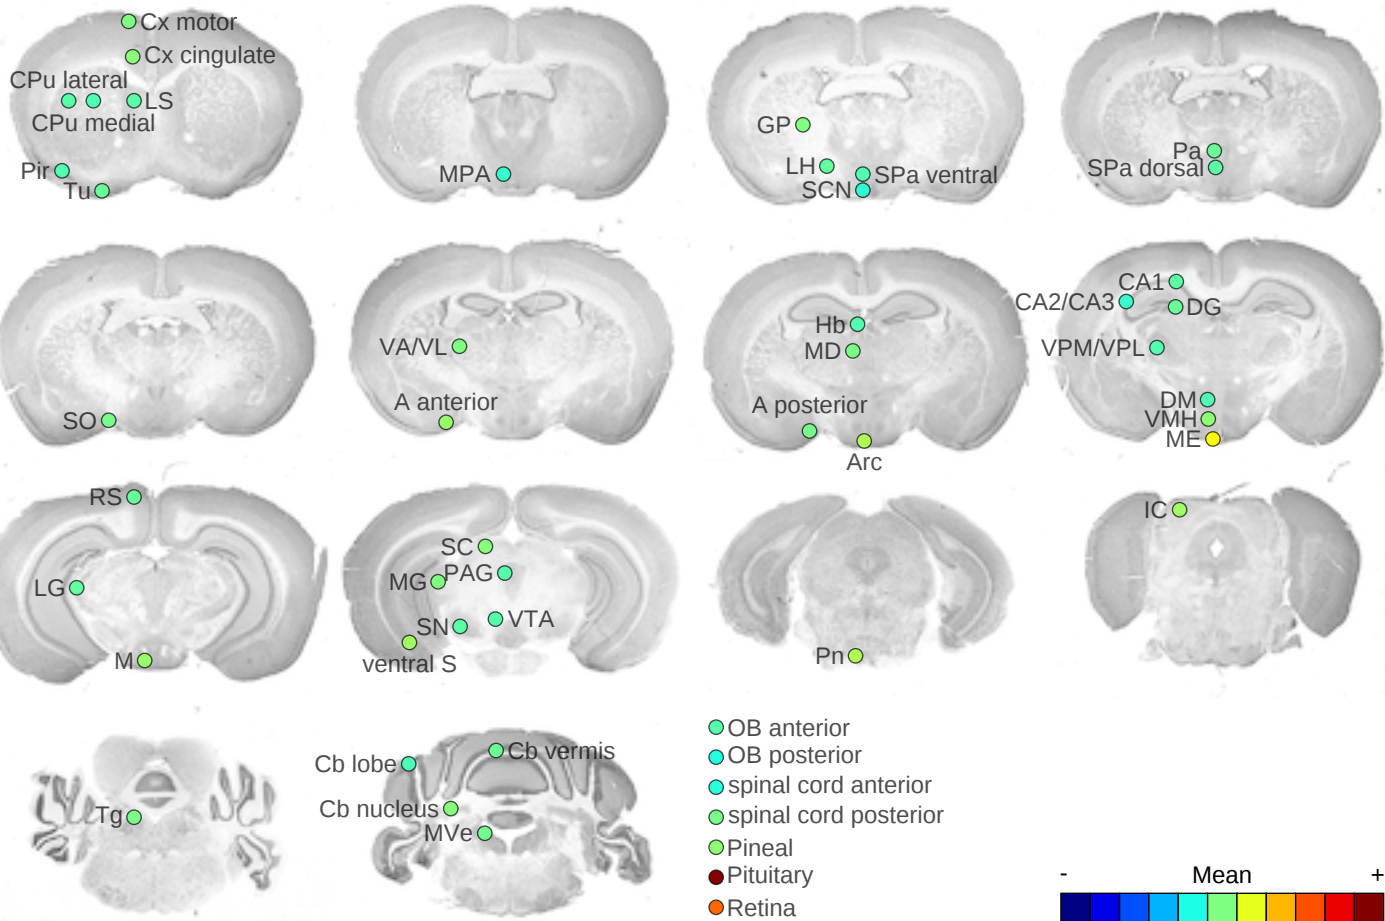 Cx motor
Cx cingulate
CPu lateral
LS
CPu medial
Pir
Tu
MPA
GP
LH
SPa ventral
SCN
Pa
SPa dorsal
SO
VA/VL
A anterior
Hb
MD
A posterior
Arc
CA1
CA2/CA3
DG
VPM/VPL
DM
VMH
ME
RS
LG
M
SC
MG
PAG
SN
VTA
ventral S
Pn
IC
Tg
Cb lobe
Cb vermis
Cb nucleus
MVe
OB anterior
OB posterior
spinal cord anterior
spinal cord posterior
Pineal
Pituitary
Retina
- Mean +